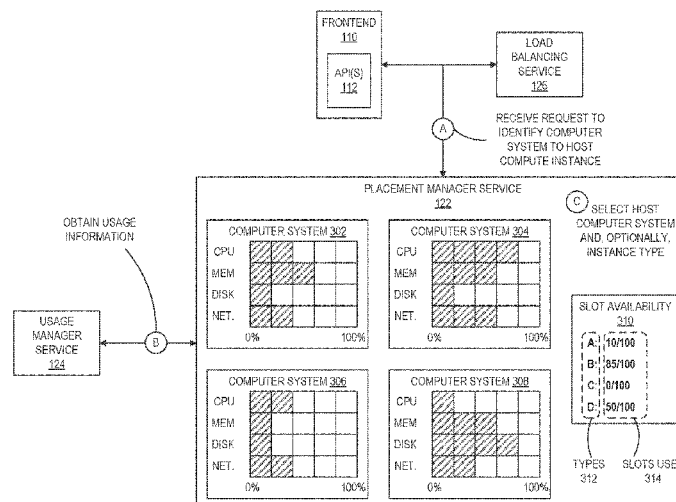 FRONTEND
110
API(S)
112
LOAD
BALANCING
SERVICE
126
A
RECEIVE REQUEST TO
IDENTIFY COMPUTER
SYSTEM TO HOST
COMPUTE INSTANCE
PLACEMENT MANAGER SERVICE
122
OBTAIN USAGE
INFORMATION
C
SELECT HOST
COMPUTER SYSTEM
AND, OPTIONALLY,
INSTANCE TYPE
COMPUTER SYSTEM 302
CPU
MEM
DISK
NET.
0% 100%
COMPUTER SYSTEM 304
CPU
MEM
DISK
NET.
0% 100%
USAGE
MANAGER
SERVICE
124
B
SLOT AVAILABILITY
310
A: 10/100
B: 85/100
C: 0/100
D: 50/100
TYPES
312
SLOTS USE
314
COMPUTER SYSTEM 306
CPU
MEM
DISK
NET.
0% 100%
COMPUTER SYSTEM 308
CPU
MEM
DISK
NET.
0% 100%